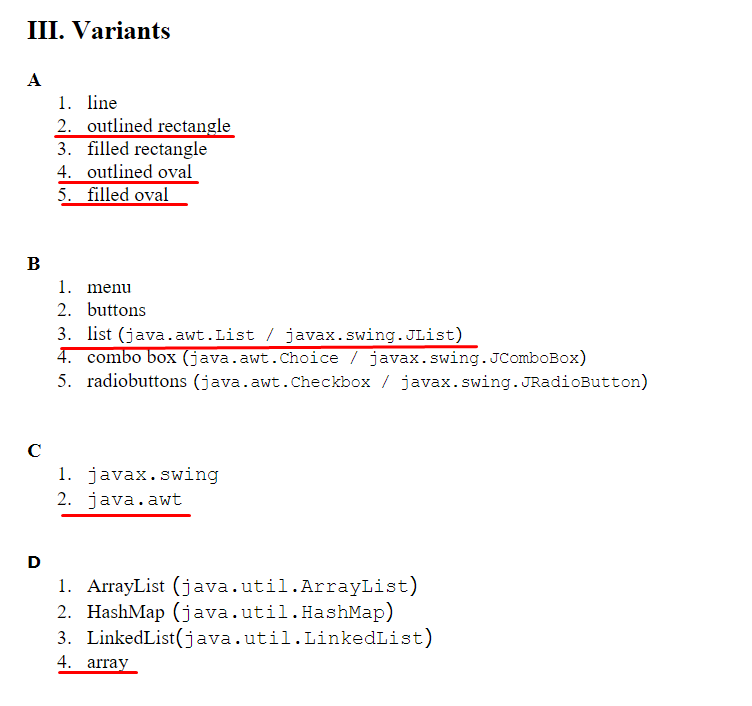 III. Variants
A
1. line
2. outlined rectangle
3. filled rectangle
4. outlined oval
5. filled oval
B
1. menu
2. buttons
3. list (java.awt.List / javax.swing.JList)
4. combo box (java.awt.Choice / javax.swing.JComboBox)
5. radiobuttons (java.awt.Checkbox / javax.swing.JRadioButton)
C
1. javax.swing
2. java.awt
D
1. ArrayList (java.util.ArrayList)
2. HashMap (java.util.HashMap)
3. LinkedList(java.util.LinkedList)
4. array